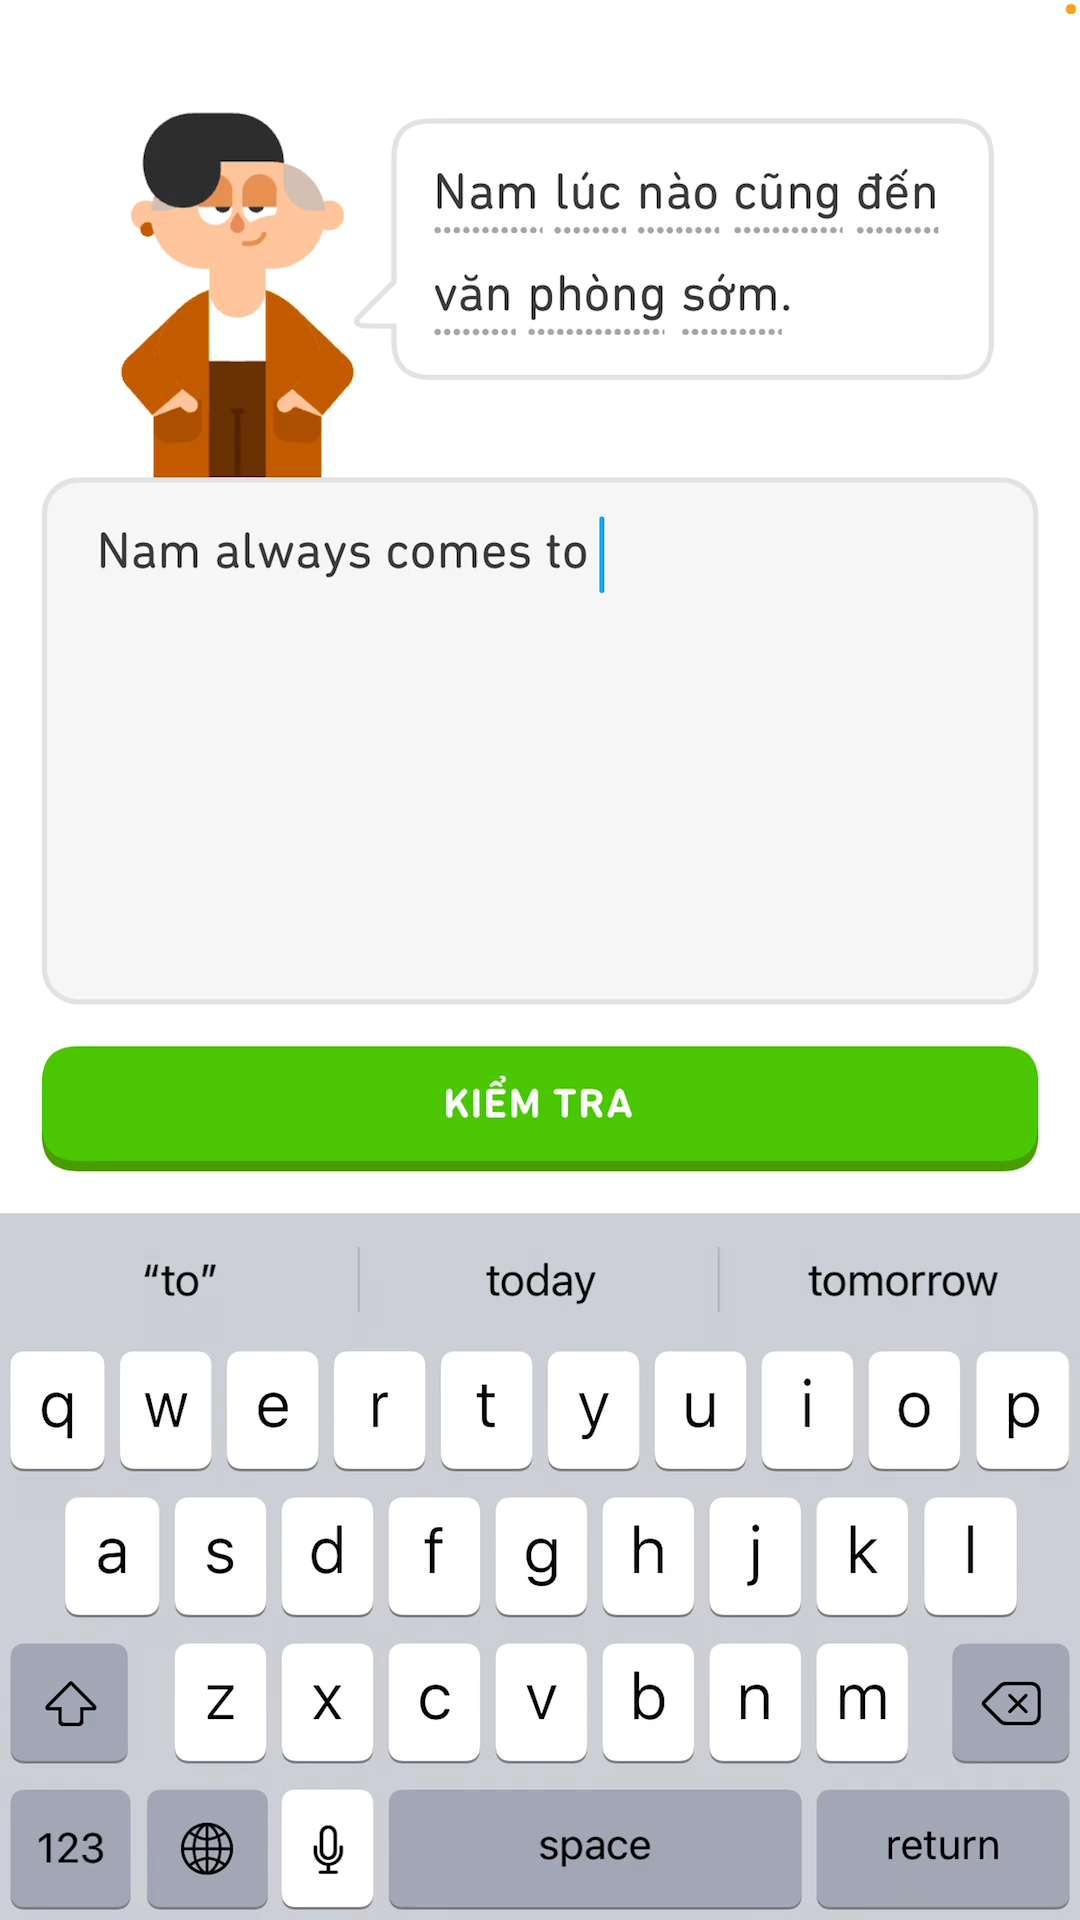 Nam lúc nào cũng đến
văn phòng sớm.
Nam always comes to
KIỂM TRA
“to” today tomorrow
q w e r t y u i o p
a s d f g h j k l
z x c v b n m
123 space return